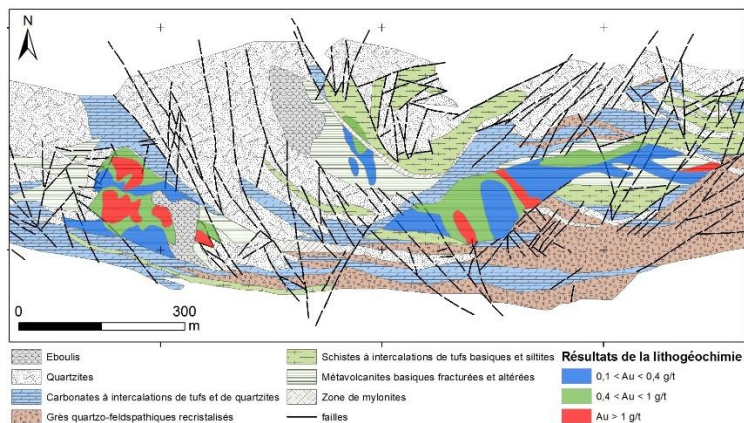 N
0 300
m
Eboulis
Quartzites
Carbonates à intercalations de tufs et de quartzites
Grès quartzo-feldspathiques recristalisés
Schistes à intercalations de tufs basiques et siltites
Métavolcanites basiques fracturées et altérées
Zone de mylonites
failles
Résultats de la lithogéochimie
0,1 < Au < 0,4 g/t
0,4 < Au < 1 g/t
Au > 1 g/t